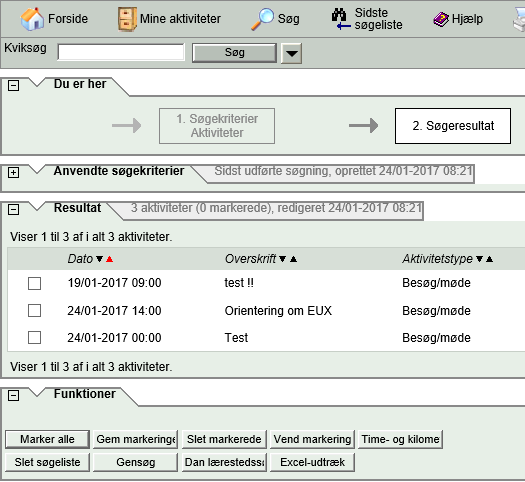 Forside Mine aktiviteter Søg Sidste søgeliste Hjælp
Kviksøg Søg
Du er her
1. Søgekriterier
Aktiviteter
2. Søgeresultat
Anvendte søgekriterier Sidst udførte søgning, oprettet 24/01-2017 08:21
Resultat 3 aktiviteter (0 markerede), redigeret 24/01-2017 08:21
Viser 1 til 3 af i alt 3 aktiviteter.
Dato Overskrift Aktivitetstype
19/01-2017 09:00 test !! Besøg/møde
24/01-2017 14:00 Orientering om EUX Besøg/møde
24/01-2017 00:00 Test Besøg/møde
Viser 1 til 3 af i alt 3 aktiviteter.
Funktioner
Marker alle Gem markeringe Slet markerede Vend markering Time- og kilome
Slet søgeliste Gensøg Dan lærestedss Excel-udtræk